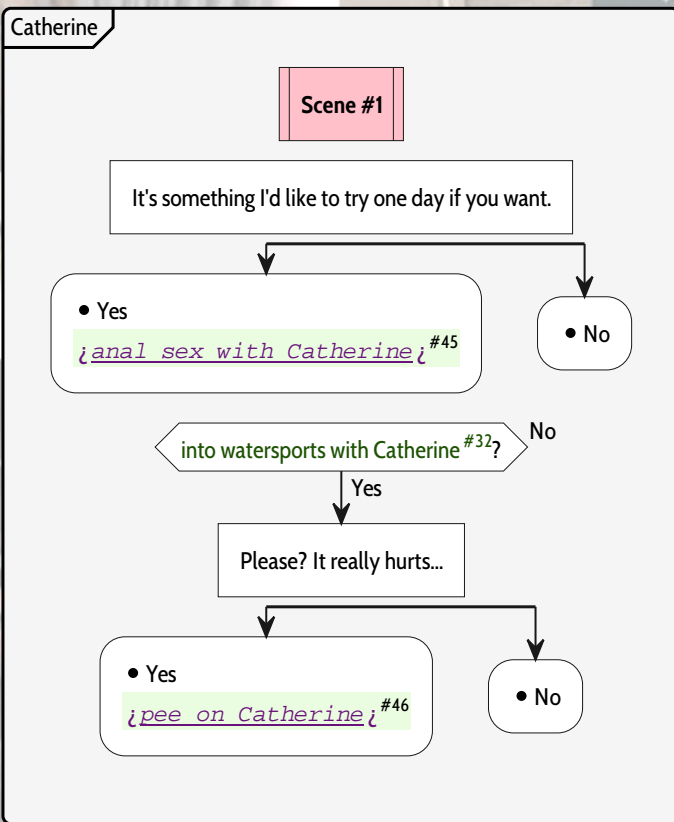 Catherine
Scene #1
It's something I'd like to try one day if you want.
• Yes
¿anal sex with Catherine¿ #45
• No
into watersports with Catherine #32?
No
Yes
Please? It really hurts...
• Yes
¿pee on Catherine¿ #46
• No